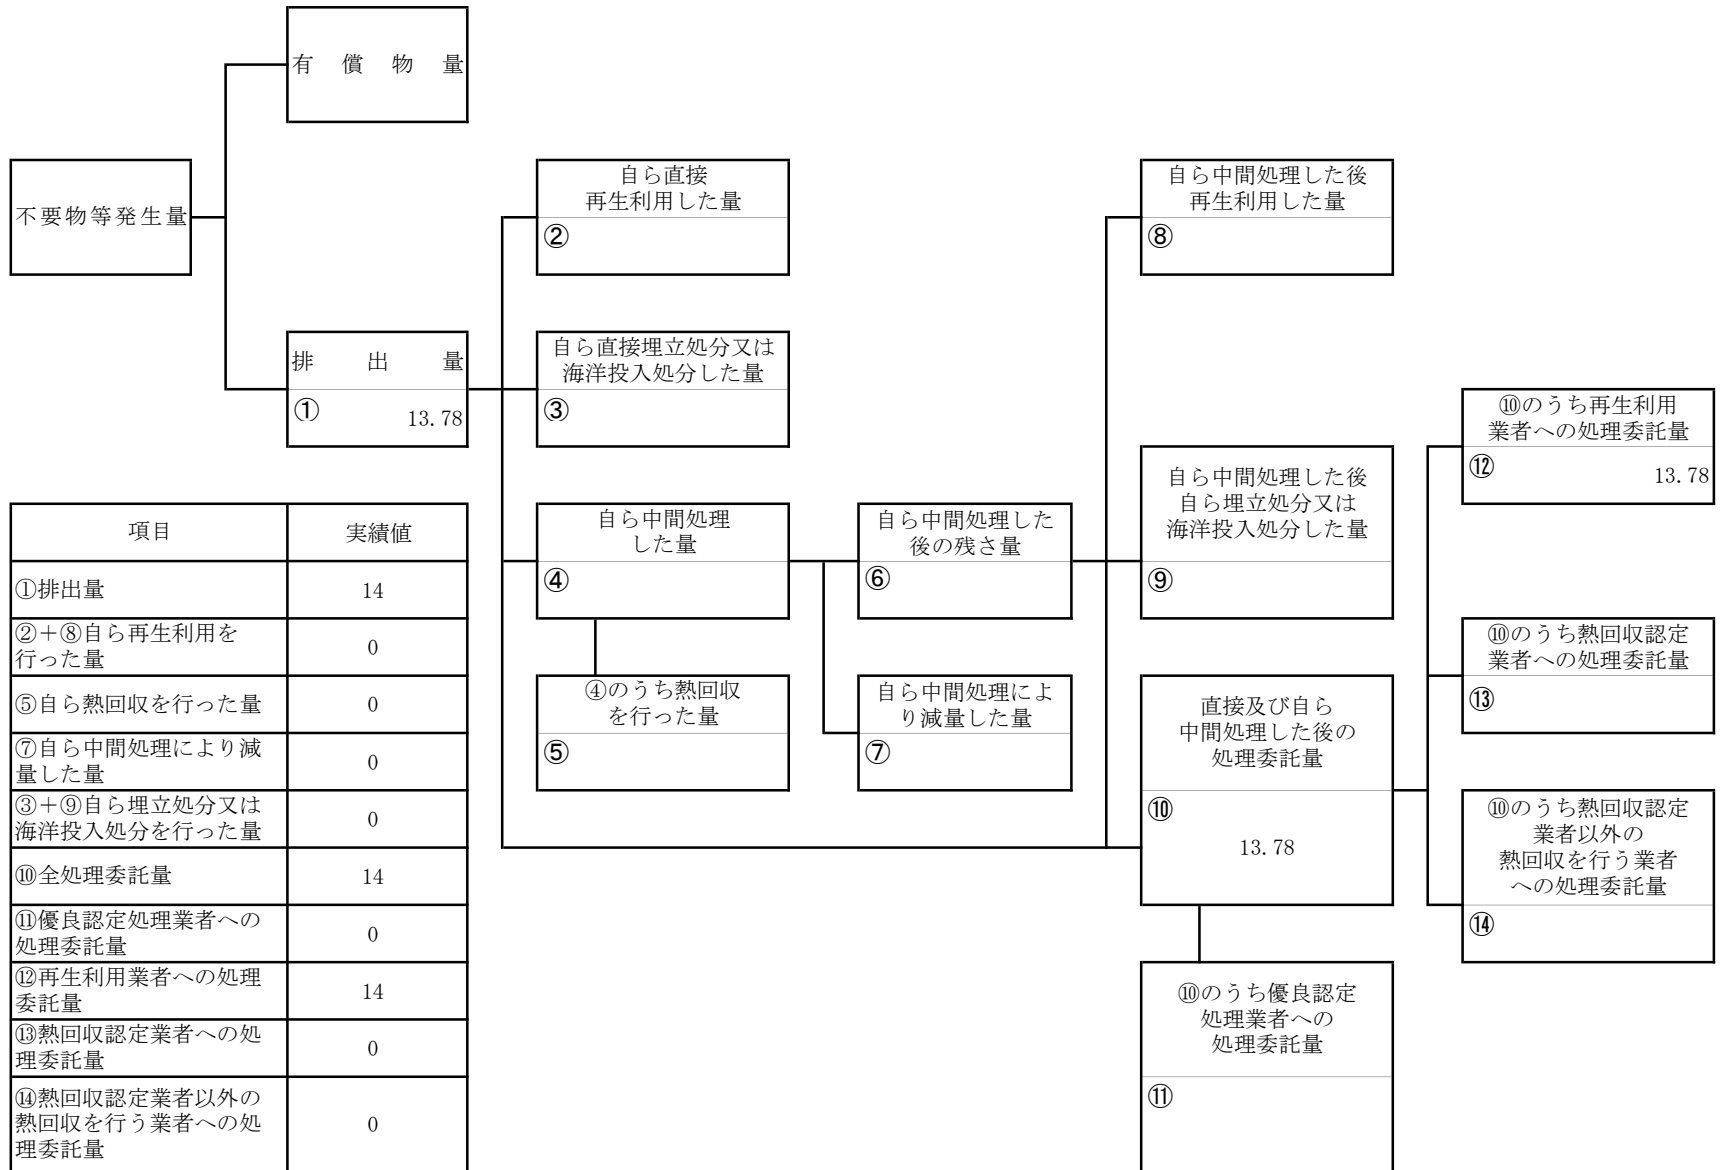 有償物量
不要物等発生量
排出量
① 13.78
自ら直接
再生利用した量
②
自ら直接埋立処分又は
海洋投入処分した量
③
自ら中間処理
した量
④
④のうち熱回収
を行った量
⑤
自ら中間処理した
後の残さ量
⑥
自ら中間処理によ
り減量した量
⑦
自ら中間処理した後
再生利用した量
⑧
自ら中間処理した後
自ら埋立処分又は
海洋投入処分した量
⑨
直接及び自ら
中間処理した後の
処理委託量
⑩
13.78
⑩のうち優良認定
処理業者への
処理委託量
⑪
⑩のうち再生利用
業者への処理委託量
⑫ 13.78
⑩のうち熱回収認定
業者への処理委託量
⑬
⑩のうち熱回収認定
業者以外の
熱回収を行う業者
への処理委託量
⑭
項目 実績値
①排出量 14
②+⑧自ら再生利用を
行った量 0
⑤自ら熱回収を行った量 0
⑦自ら中間処理により減
量した量 0
③+⑨自ら埋立処分又は
海洋投入処分を行った量 0
⑩全処理委託量 14
⑪優良認定処理業者への
処理委託量 0
⑫再生利用業者への処理
委託量 14
⑬熱回収認定業者への処
理委託量 0
⑭熱回収認定業者以外の
熱回収を行う業者への処
理委託量 0